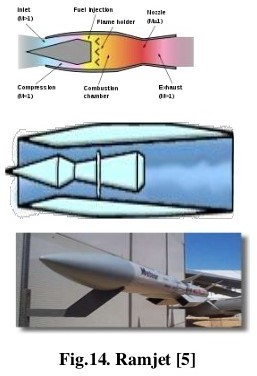 Inlet Fuel injection Nozzle
(M>1) Flame holder (M=1)
Compression Combustion Exhaust
(M>1) chamber (M>1)
Fig.14. Ramjet [5]